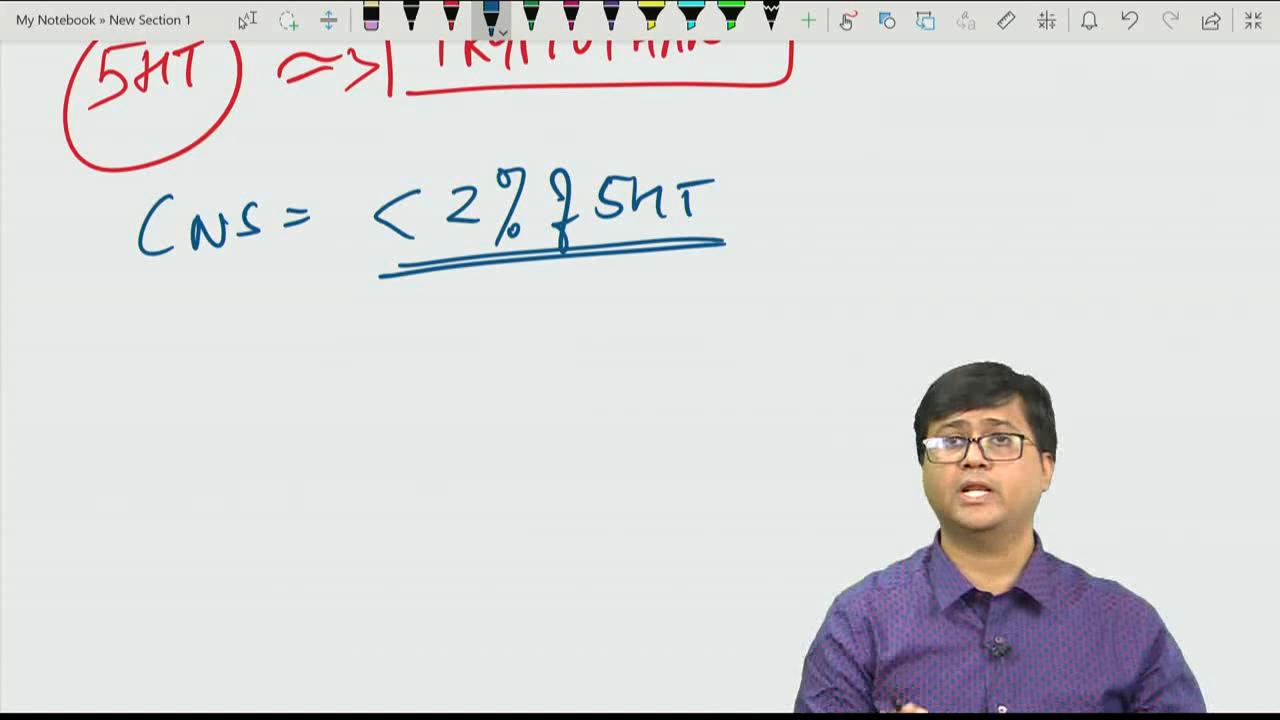 My Notebook » New Section 1
5HT ⇒
CNS = < 2% of 5HT